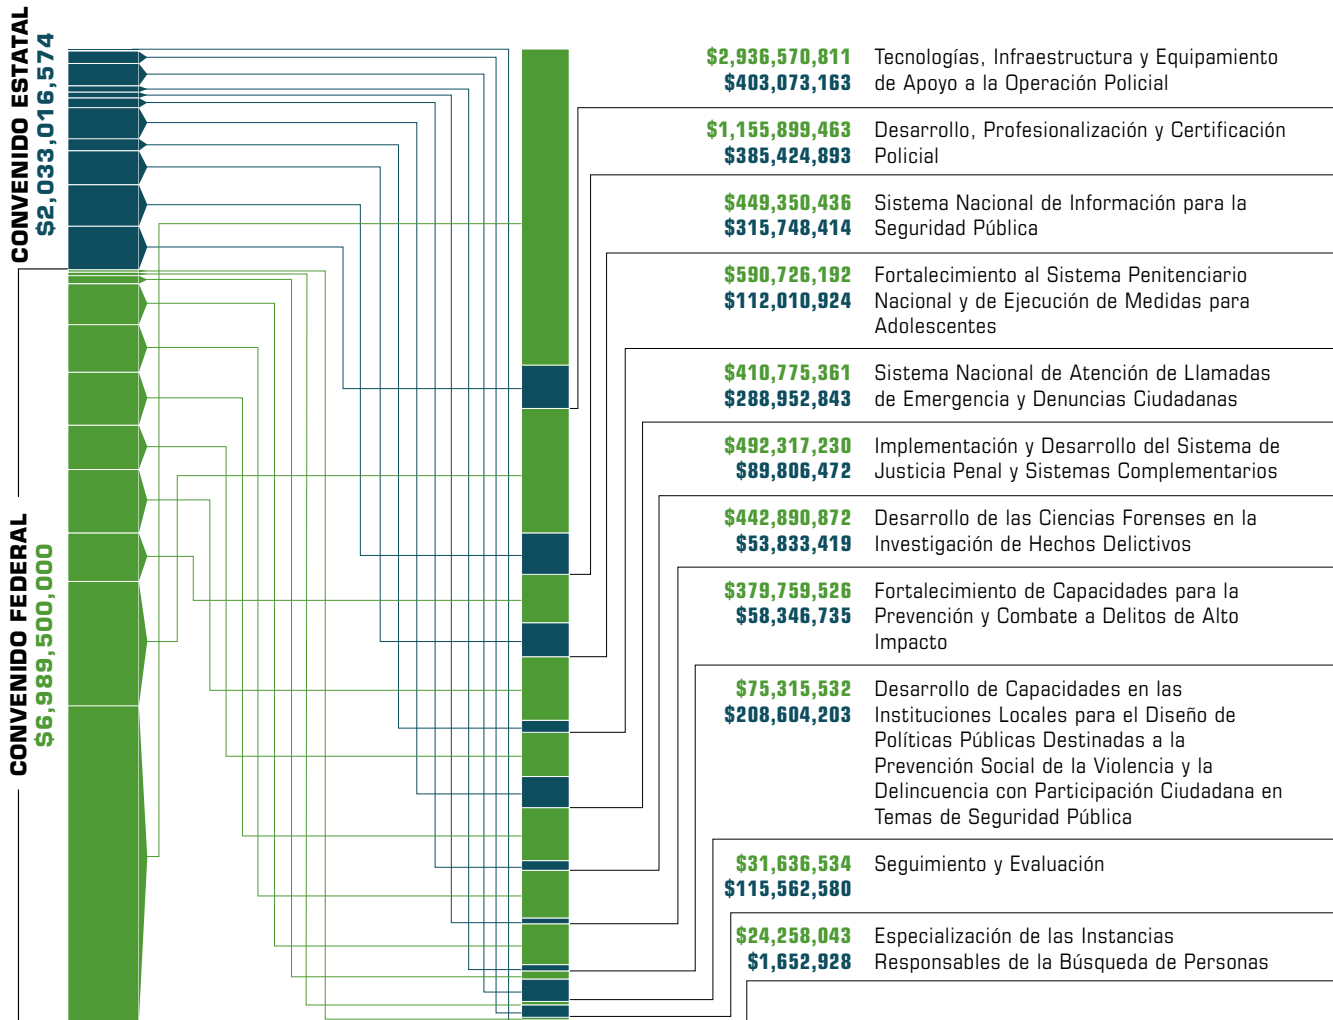 CONVENIDO ESTATAL
$2,033,016,574
CONVENIDO FEDERAL
$6,989,500,000
$2,936,570,811 Tecnologías, Infraestructura y Equipamiento
$403,073,163 de Apoyo a la Operación Policial
$1,155,899,463 Desarrollo, Profesionalización y Certificación
$385,424,893 Policial
$449,350,436 Sistema Nacional de Información para la
$315,748,414 Seguridad Pública
$590,726,192 Fortalecimiento al Sistema Penitenciario
$112,010,924 Nacional y de Ejecución de Medidas para
Adolescentes
$410,775,361 Sistema Nacional de Atención de Llamadas
$288,952,843 de Emergencia y Denuncias Ciudadanas
$492,317,230 Implementación y Desarrollo del Sistema de
$89,806,472 Justicia Penal y Sistemas Complementarios
$442,890,872 Desarrollo de las Ciencias Forenses en la
$53,833,419 Investigación de Hechos Delictivos
$379,759,526 Fortalecimiento de Capacidades para la
$58,346,735 Prevención y Combate a Delitos de Alto
Impacto
$75,315,532 Desarrollo de Capacidades en las
$208,604,203 Instituciones Locales para el Diseño de
Políticas Públicas Destinadas a la
Prevención Social de la Violencia y la
Delincuencia con Participación Ciudadana en
Temas de Seguridad Pública
$31,636,534 Seguimiento y Evaluación
$115,562,580
$24,258,043 Especialización de las Instancias
$1,652,928 Responsables de la Búsqueda de Personas